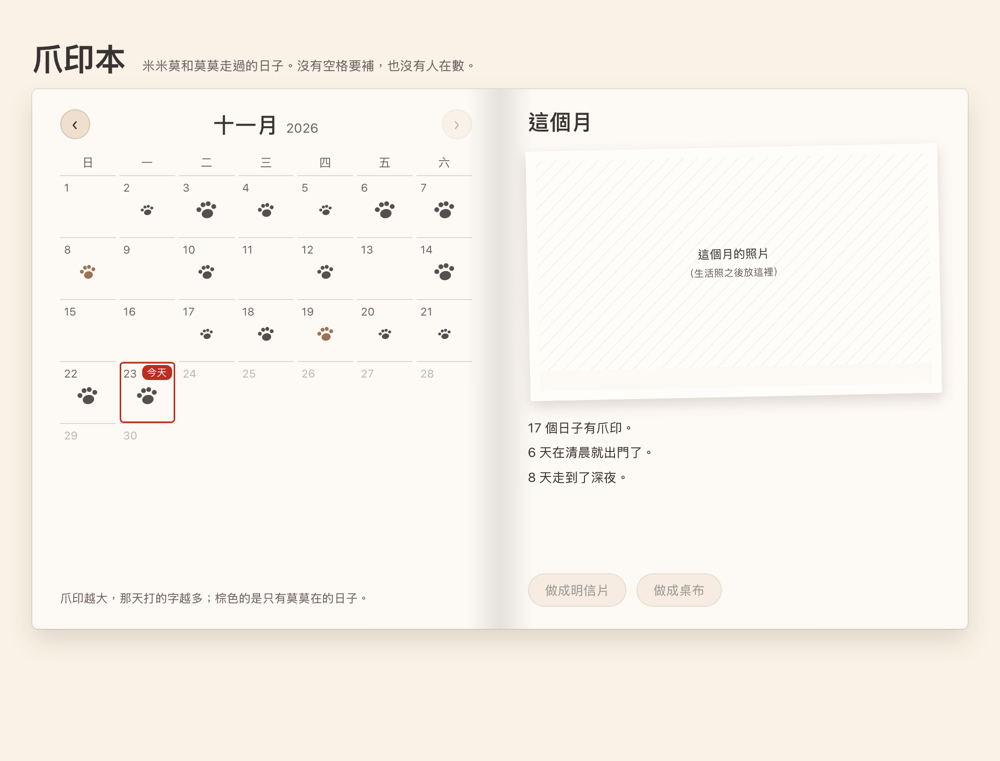 爪印本 米米莫和莫莫走過的日子。沒有空格要補，也沒有人在數。
十一月 2026
日 一 二 三 四 五 六
1 2 3 4 5 6 7
8 9 10 11 12 13 14
15 16 17 18 19 20 21
22 23 今天 24 25 26 27 28
29 30
爪印越大，那天打的字越多；棕色的是只有莫莫在的日子。
這個月
這個月的照片
（生活照之後放這裡）
17 個日子有爪印。
6 天在清晨就出門了。
8 天走到了深夜。
做成明信片 做成桌布